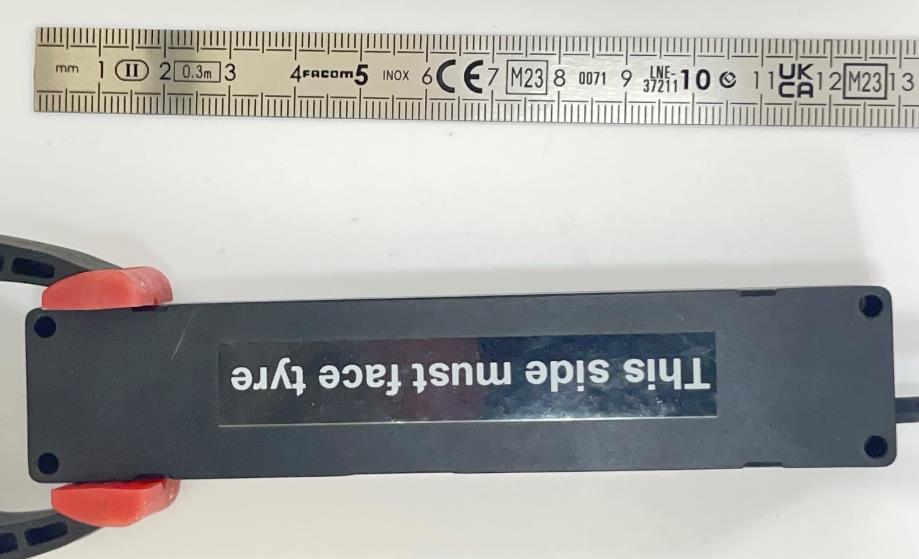 mm 1 II 2 0.3m 3 4 FACOM 5 INOX 6 CE 7 M23 8 0071 9 LNE-37211 10 11 UKCA 12 M23 13
This side must face tyre